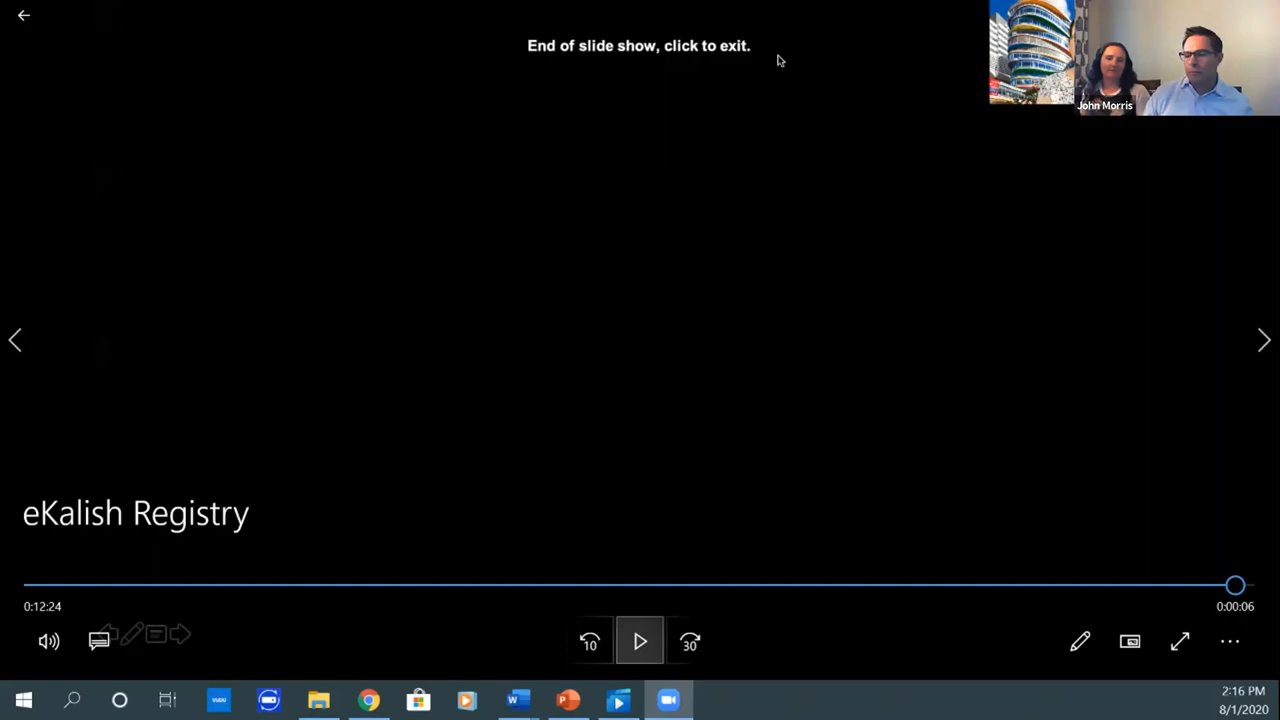 End of slide show, click to exit.
John Morris
eKalish Registry
0:12:24
0:00:06
10
30
VUDU
W
P
2:16 PM
8/1/2020